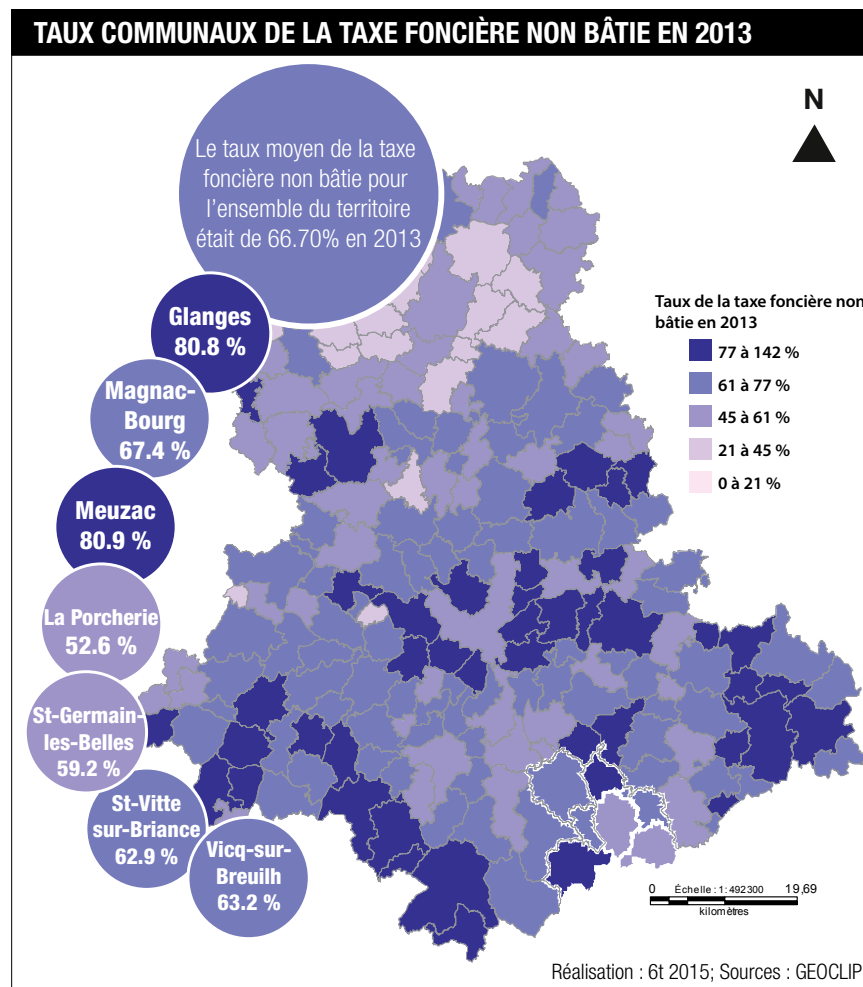 TAUX COMMUNAUX DE LA TAXE FONCIÈRE NON BÂTIE EN 2013
N
Le taux moyen de la taxe
foncière non bâtie pour
l'ensemble du territoire
était de 66.70% en 2013
Glanges
80.8 %
Magnac-
Bourg
67.4 %
Meuzac
80.9 %
La Porcherie
52.6 %
St-Germain-
les-Belles
59.2 %
St-Vitte
sur-Briance
62.9 %
Vicq-sur-
Breuilh
63.2 %
Taux de la taxe foncière non
bâtie en 2013
77 à 142 %
61 à 77 %
45 à 61 %
21 à 45 %
0 à 21 %
0 Échelle : 1: 492300 19,69
kilomètres
Réalisation : 6t 2015; Sources : GEOCLIP